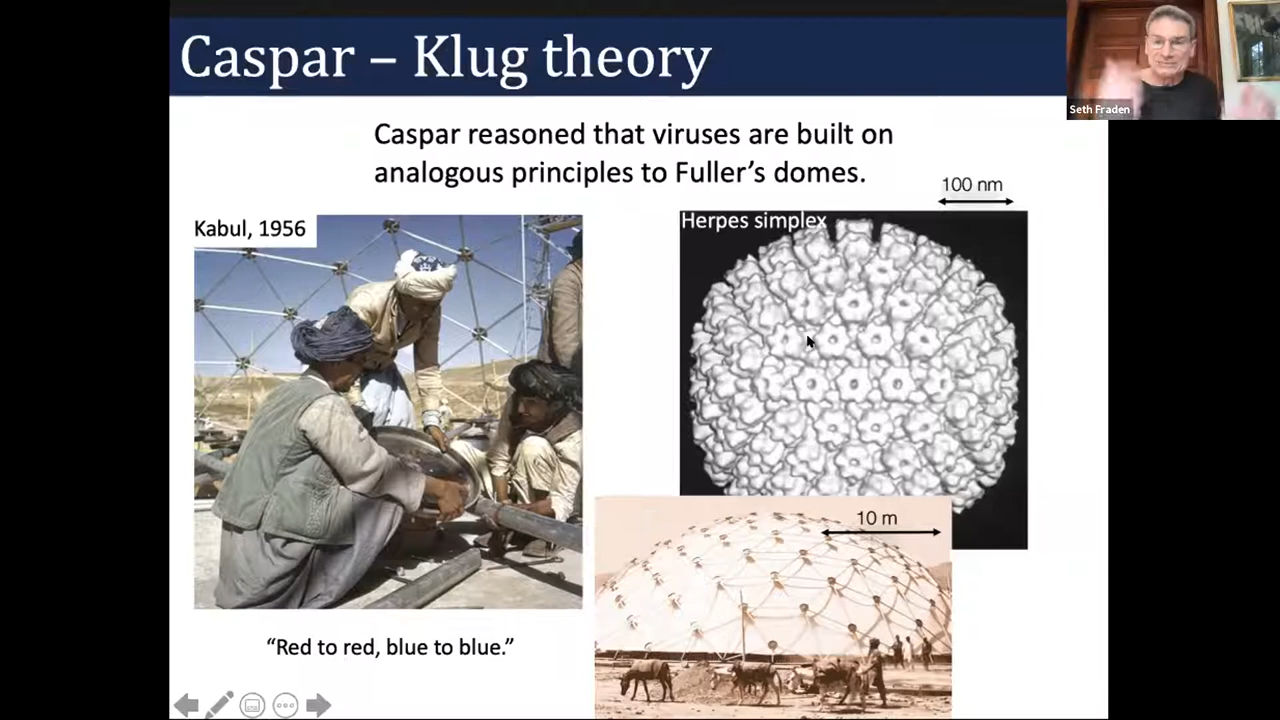 Caspar – Klug theory
Seth Fraden
Caspar reasoned that viruses are built on
analogous principles to Fuller’s domes.
100 nm
Kabul, 1956
Herpes simplex
10 m
“Red to red, blue to blue.”